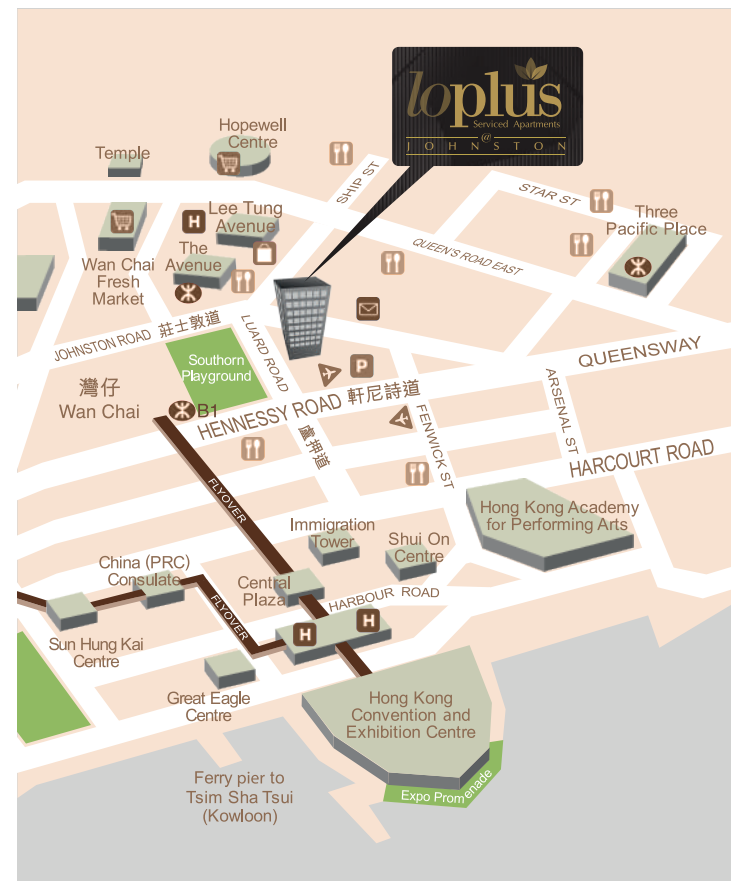 loplus
Serviced Apartments
@
JOHNSTON
Hopewell
Centre
Temple
SHIP ST
STAR ST
Three
Pacific Place
H
Lee Tung
Avenue
QUEEN'S ROAD EAST
The
Avenue
Wan Chai
Fresh
Market
JOHNSTON ROAD 莊士敦道
LUARD ROAD
Southorn
Playground
P
QUEENSWAY
灣仔
Wan Chai
B1
HENNESSY ROAD 軒尼詩道
盧押道
FENWICK ST
ARSENAL ST
HARCOURT ROAD
FLYOVER
Hong Kong Academy
for Performing Arts
Immigration
Tower
Shui On
Centre
China (PRC)
Consulate
Central
Plaza
HARBOUR ROAD
FLYOVER
H
H
Sun Hung Kai
Centre
Great Eagle
Centre
Hong Kong
Convention and
Exhibition Centre
Ferry pier to
Tsim Sha Tsui
(Kowloon)
Expo Promenade